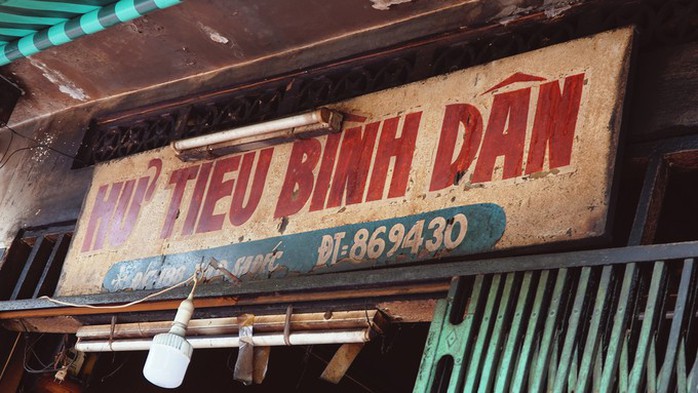 HỦ TIẾU BÌNH DÂN
ĐT:869430